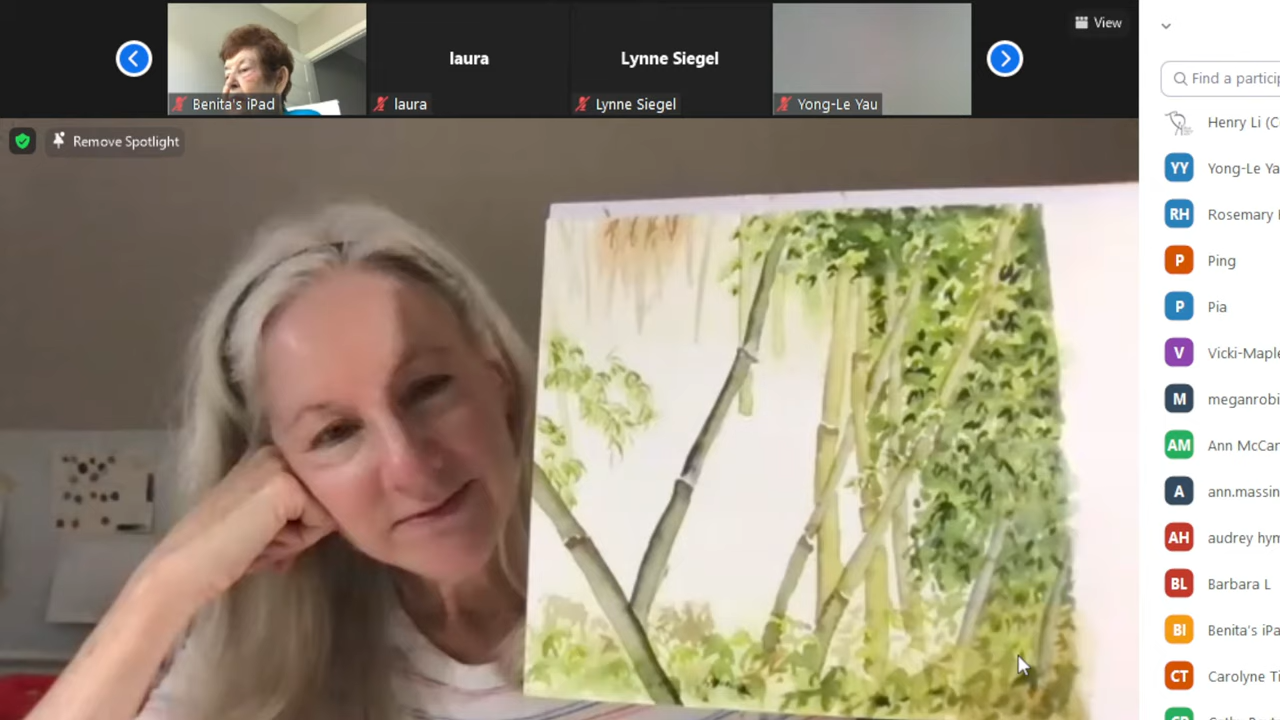 laura
Lynne Siegel
View
Benita's iPad
laura
Lynne Siegel
Yong-Le Yau
Find a particip
Remove Spotlight
Henry Li (C
YY Yong-Le Ya
RH Rosemary
P Ping
P Pia
V Vicki-Maple
M meganrobi
AM Ann McCar
A ann.massin
AH audrey hym
BL Barbara L
BI Benita's iPa
CT Carolyne Ti